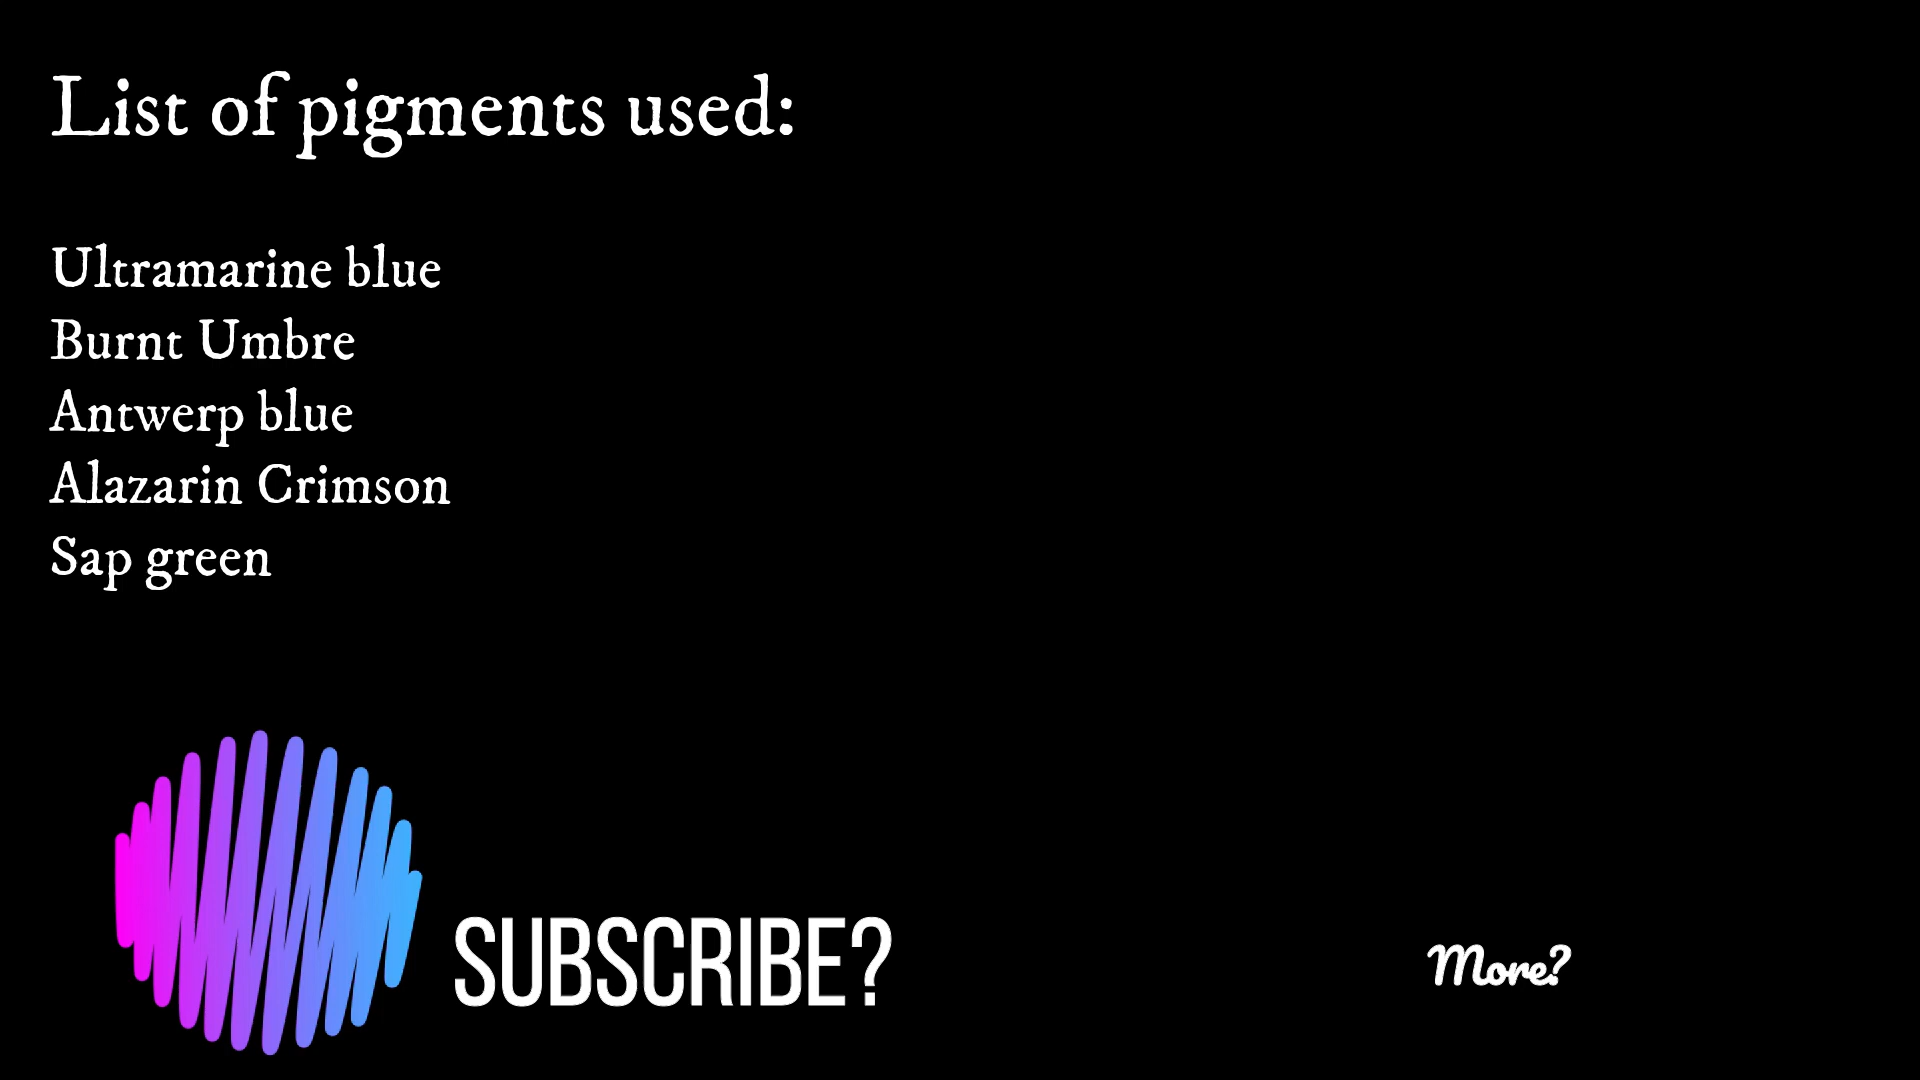 List of pigments used:
Ultramarine blue
Burnt Umbre
Antwerp blue
Alazarin Crimson
Sap green
SUBSCRIBE?
More?